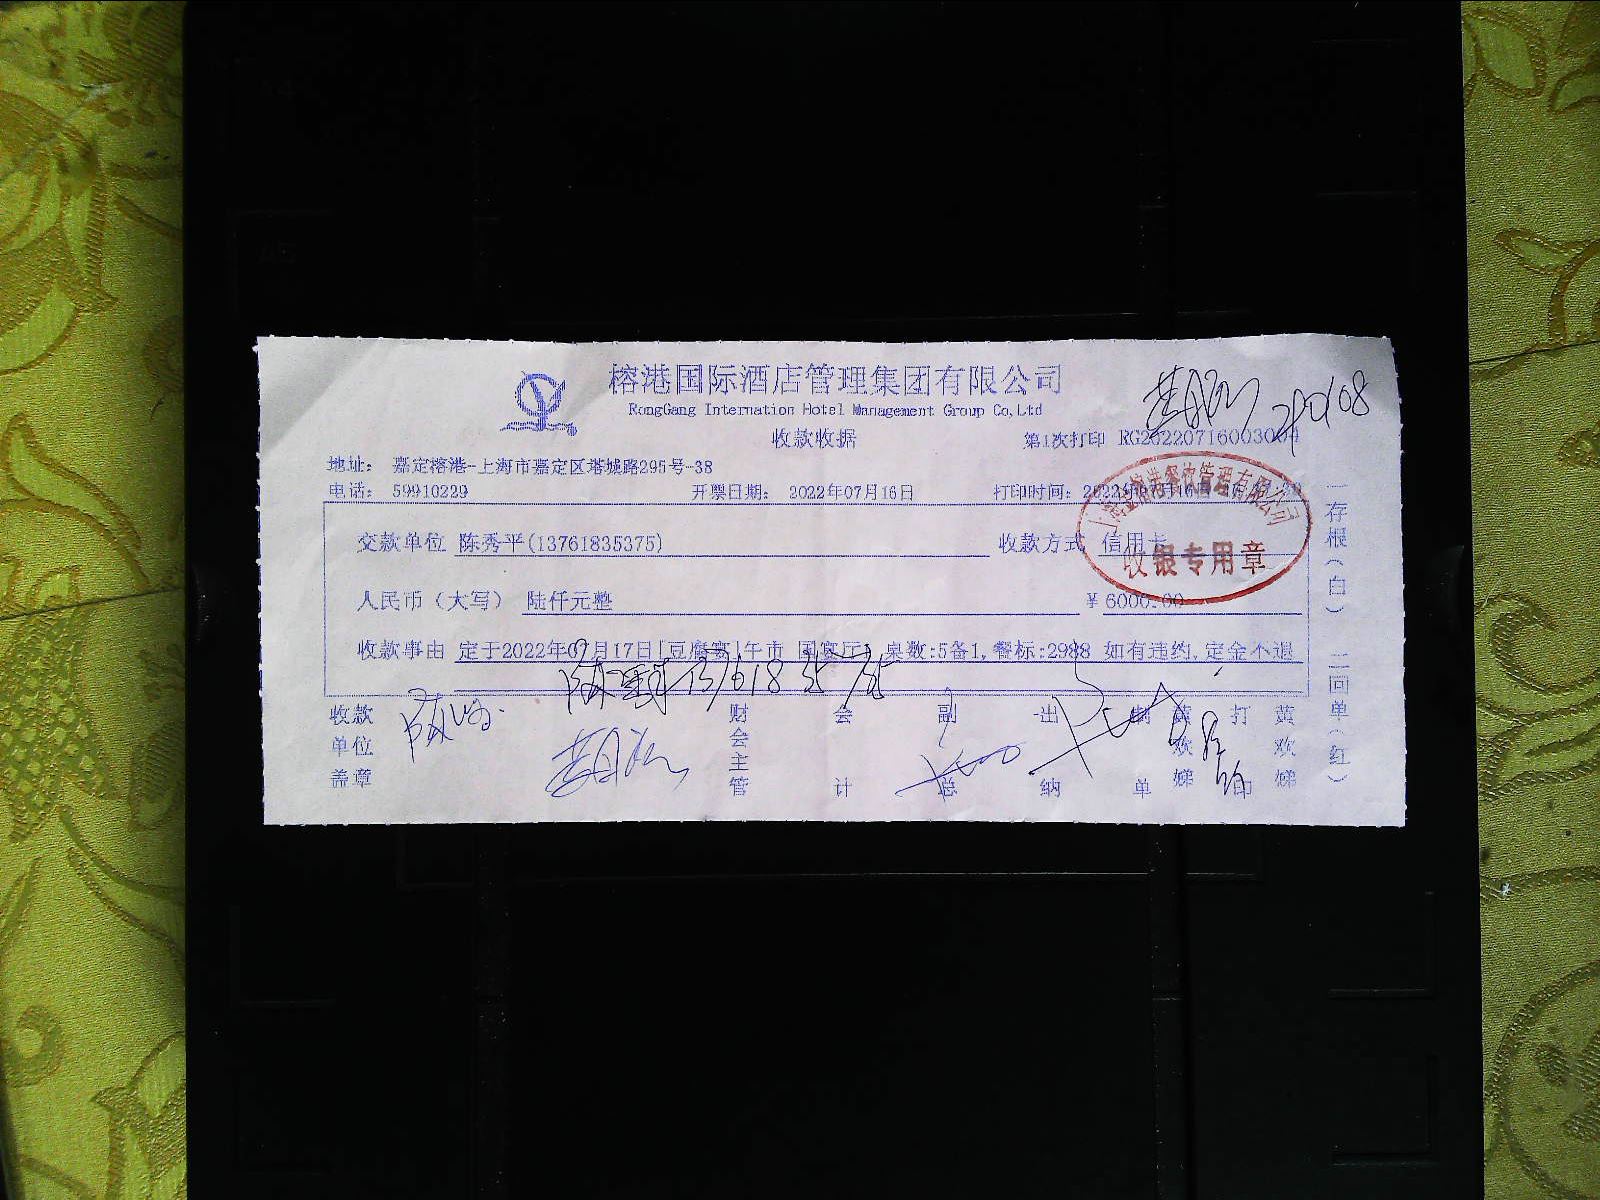 榕港国际酒店管理集团有限公司
RongGang Internation Hotel Management Group Co,Ltd
收款收据
第1次打印 RG20220716003004
地址： 嘉定榕港-上海市嘉定区塔城路295号-38
电话： 59910229 开票日期： 2022年07月16日 打印时间：
交款单位 陈秀平(13761835375) 收款方式 信用卡
收银专用章
人民币（大写） 陆仟元整 ￥6000.00
收款事由 定于2022年07月17日[豆腐宴]午市 国宴厅1 桌数:5备1,餐标:2988 如有违约,定金不退
收款单位盖章
财会主管
会计
副总
出纳
制单
黄欢娣
打印
黄欢娣
一存根（白）
二回单（红）